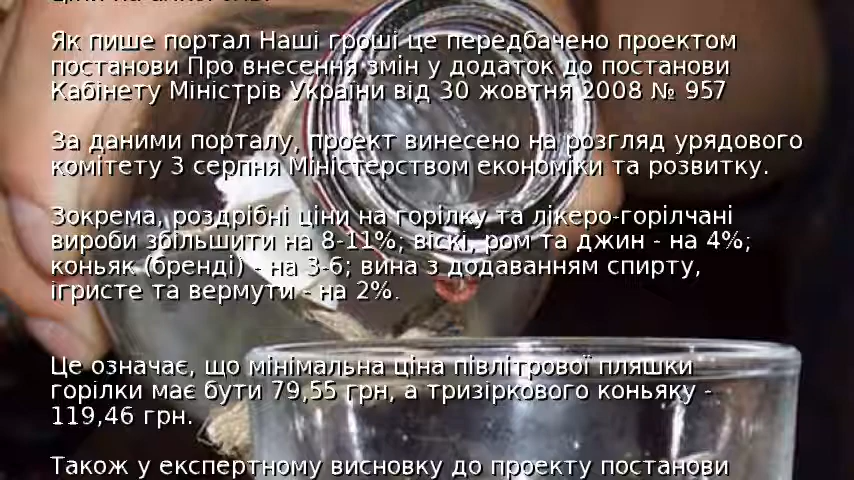 Як пише портал Наші гроші це передбачено проектом
постанови Про внесення змін у додаток до постанови
Кабінету Міністрів України від 30 жовтня 2008 № 957
За даними порталу, проект винесено на розгляд урядового
комітету 3 серпня Міністерством економіки та розвитку.
Зокрема, роздрібні ціни на горілку та лікеро-горілчані
вироби збільшити на 8-11%; віскі, ром та джин - на 4%;
коньяк (бренді) - на 3-6; вина з додаванням спирту,
ігристе та вермути - на 2%.
Це означає, що мінімальна ціна півлітрової пляшки
горілки має бути 79,55 грн, а тризіркового коньяку -
119,46 грн.
Також у експертному висновку до проекту постанови